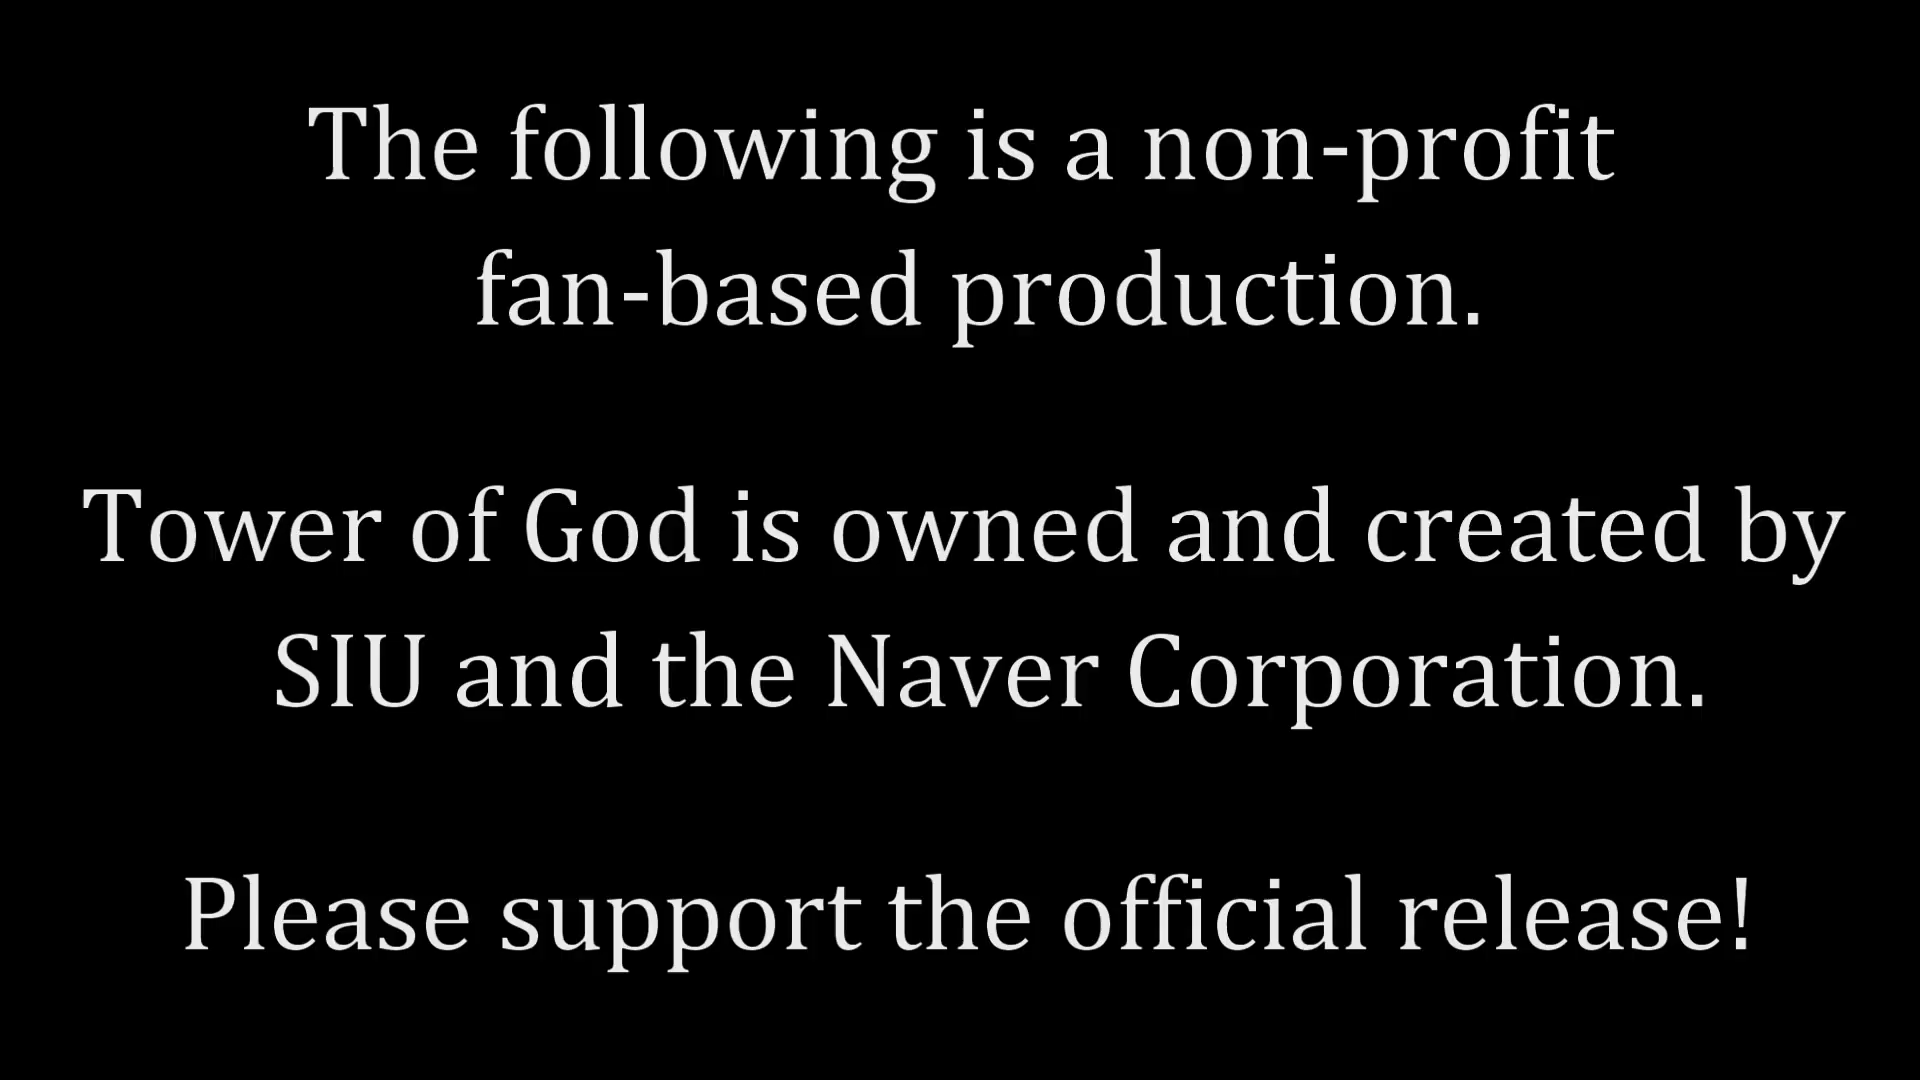 The following is a non-profit
fan-based production.
Tower of God is owned and created by
SIU and the Naver Corporation.
Please support the official release!